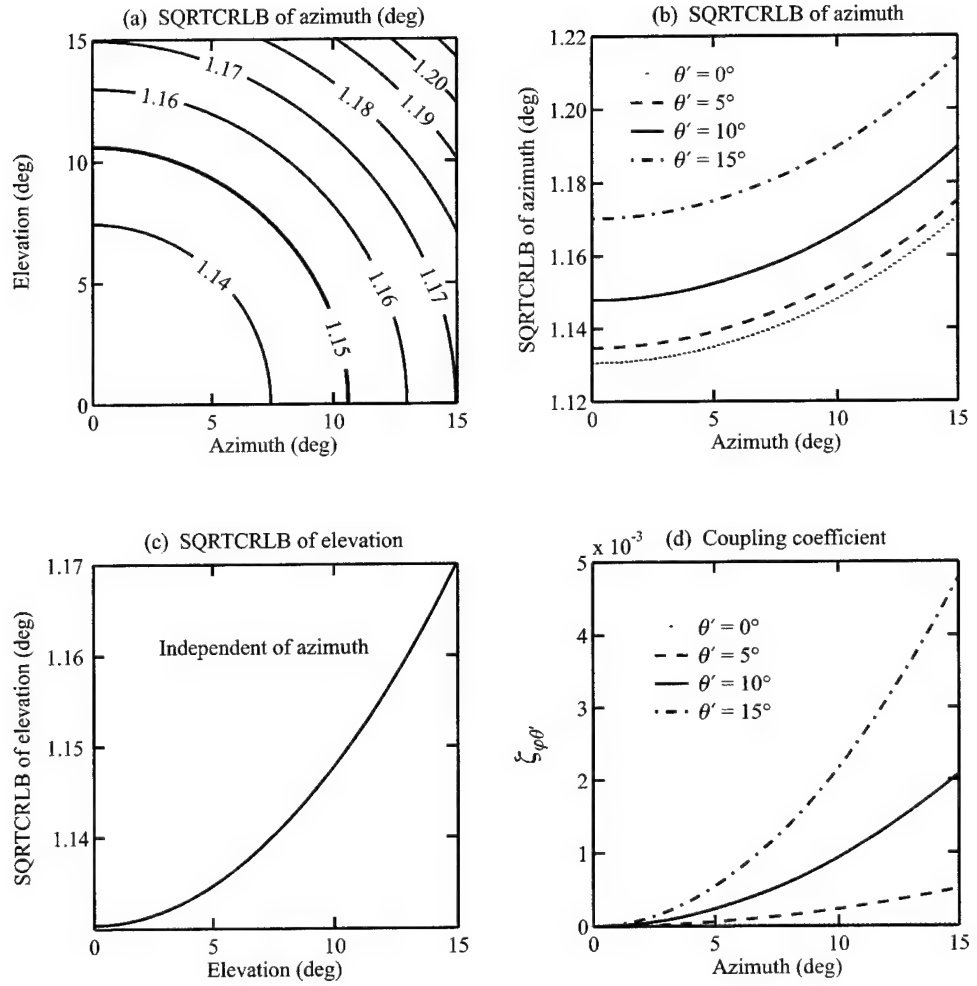 (a) SQRTCRLB of azimuth (deg)
15
10
5
0
Elevation (deg)
1.14
1.15
1.16
1.16
1.17
1.17
1.18
1.19
1.20
0
5
10
15
Azimuth (deg)
(b) SQRTCRLB of azimuth
1.22
1.20
1.18
1.16
1.14
1.12
SQRTCRLB of azimuth (deg)
θ′ = 0°
θ′ = 5°
θ′ = 10°
θ′ = 15°
0
5
10
15
Azimuth (deg)
(c) SQRTCRLB of elevation
1.17
1.16
1.15
1.14
SQRTCRLB of elevation (deg)
Independent of azimuth
0
5
10
15
Elevation (deg)
(d) Coupling coefficient
x 10⁻³
5
4
3
2
1
0
ζφθ′
θ′ = 0°
θ′ = 5°
θ′ = 10°
θ′ = 15°
0
5
10
15
Azimuth (deg)